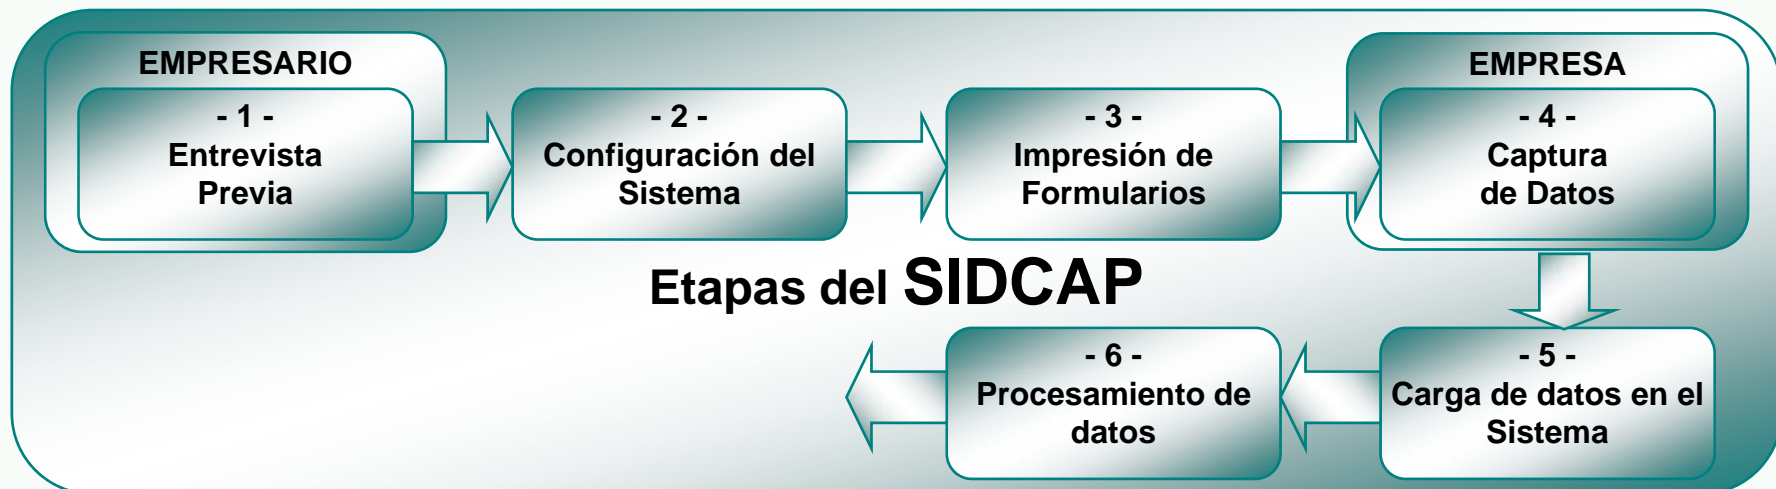 EMPRESARIO
- 1 -
Entrevista
Previa
- 2 -
Configuración del
Sistema
- 3 -
Impresión de
Formularios
EMPRESA
- 4 -
Captura
de Datos
Etapas del SIDCAP
- 5 -
Carga de datos en el
Sistema
- 6 -
Procesamiento de
datos